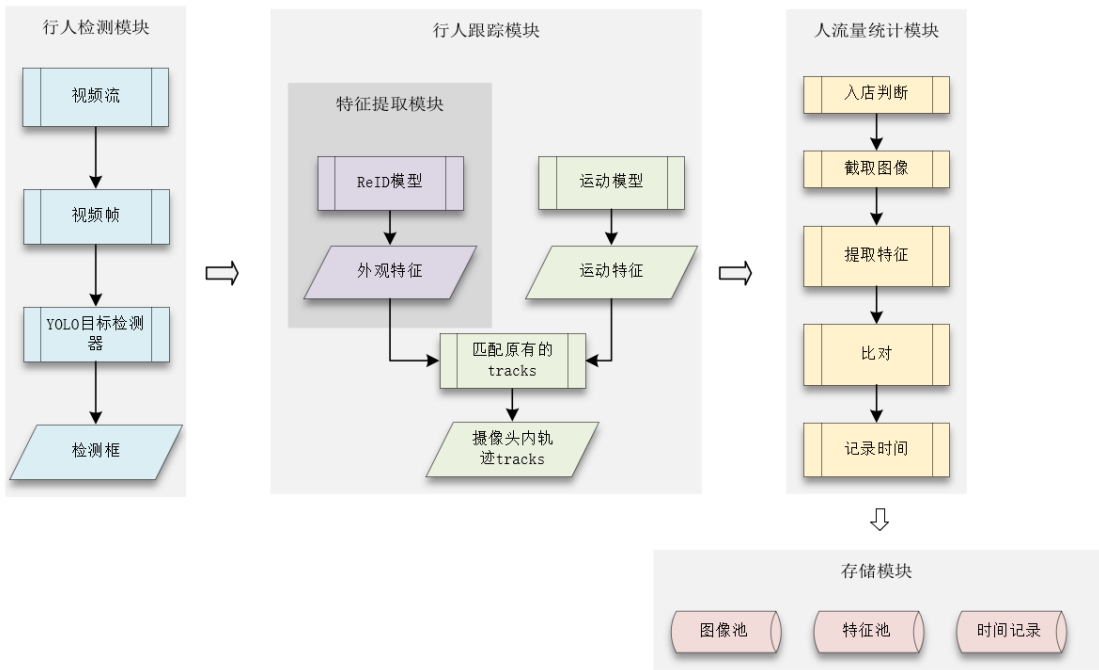 行人检测模块
视频流
视频帧
YOLO目标检测
器
检测框
行人跟踪模块
特征提取模块
ReID模型
外观特征
运动模型
运动特征
匹配原有的
tracks
摄像头内轨
迹tracks
人流量统计模块
入店判断
截取图像
提取特征
比对
记录时间
存储模块
图像池
特征池
时间记录